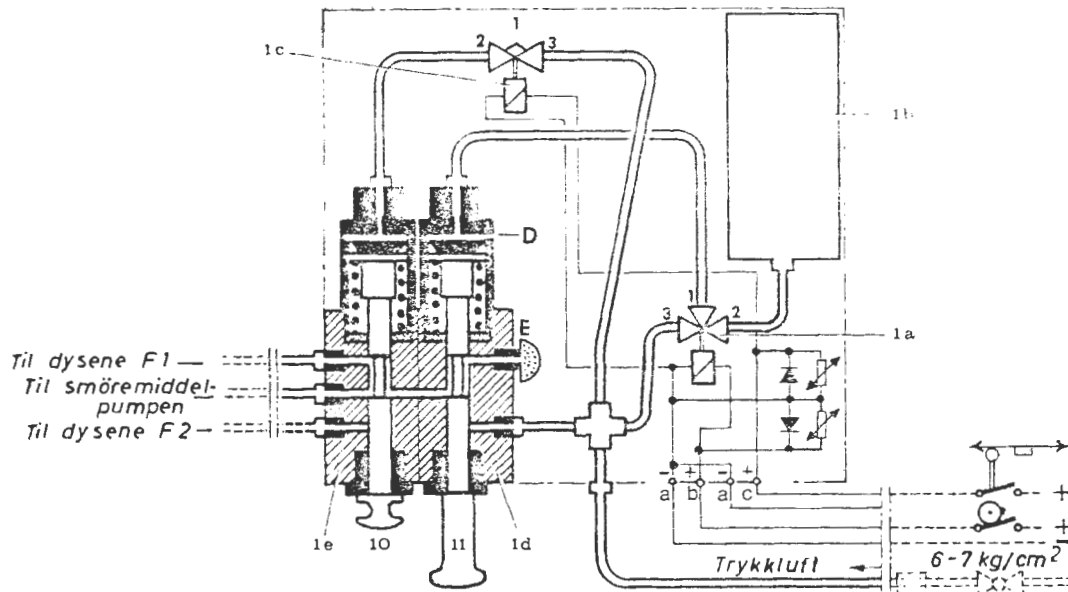 1
1c
2
3
1b
D
1
3
2
1a
E
Til dysene F1
Til smöremiddel-
pumpen
Til dysene F2
- + - +
a b a c
+
+
-
1e 10 11 1d
Trykkluft
6-7 kg/cm²